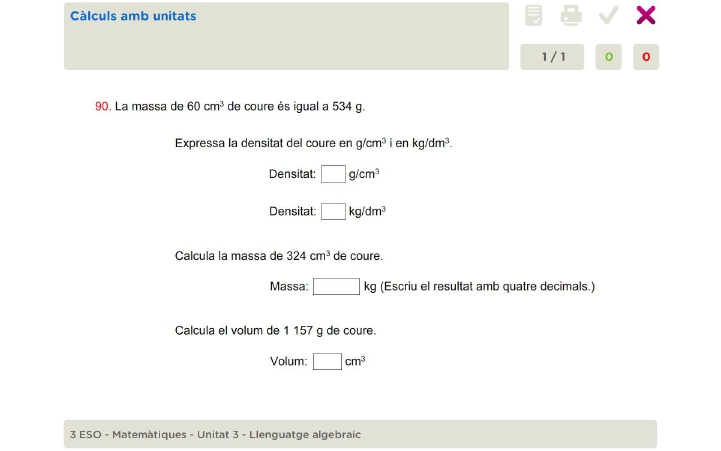 Càlculs amb unitats
1 / 1
0
0
90. La massa de 60 cm³ de coure és igual a 534 g.
Expressa la densitat del coure en g/cm³ i en kg/dm³.
Densitat: g/cm³
Densitat: kg/dm³
Calcula la massa de 324 cm³ de coure.
Massa: kg (Escriu el resultat amb quatre decimals.)
Calcula el volum de 1 157 g de coure.
Volum: cm³
3 ESO - Matemàtiques - Unitat 3 - Llenguatge algebraic